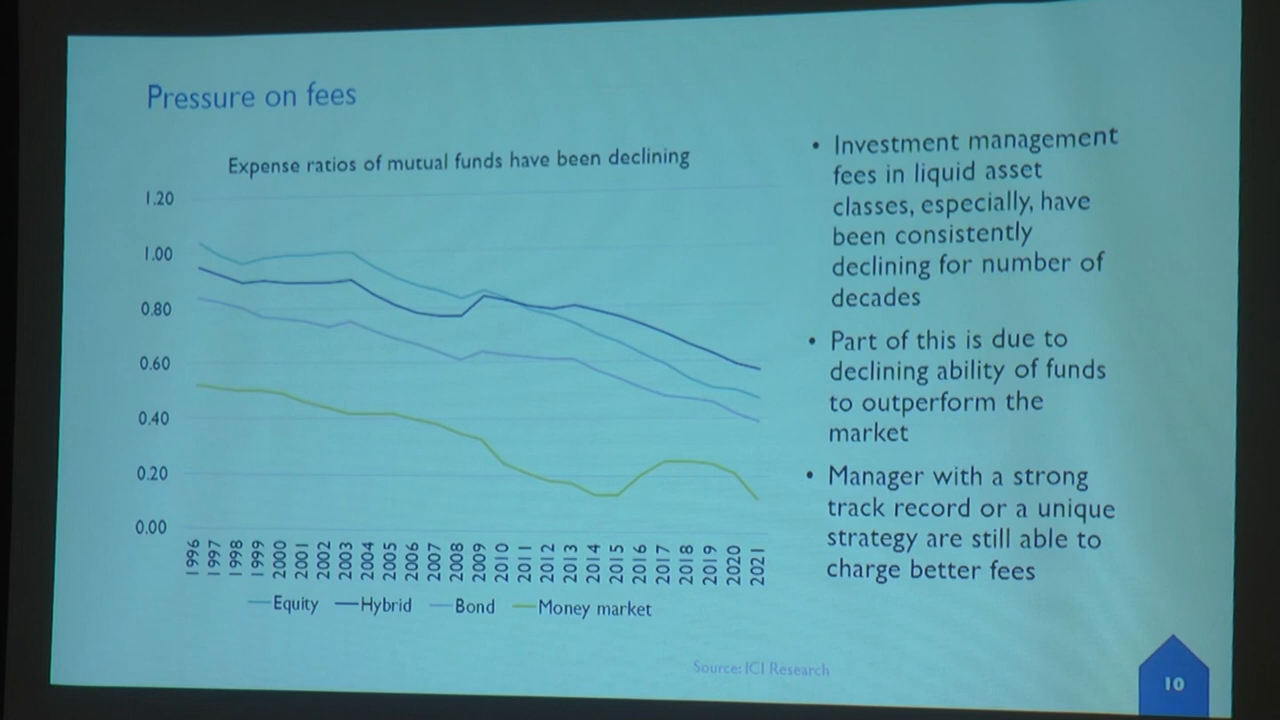 Pressure on fees
Expense ratios of mutual funds have been declining
1.20
1.00
0.80
0.60
0.40
0.20
0.00
1996
1997
1998
1999
2000
2001
2002
2003
2004
2005
2006
2007
2008
2009
2010
2011
2012
2013
2014
2015
2016
2017
2018
2019
2020
2021
Equity Hybrid Bond Money market
• Investment management
fees in liquid asset
classes, especially, have
been consistently
declining for number of
decades
• Part of this is due to
declining ability of funds
to outperform the
market
• Manager with a strong
track record or a unique
strategy are still able to
charge better fees
Source: ICI Research
10